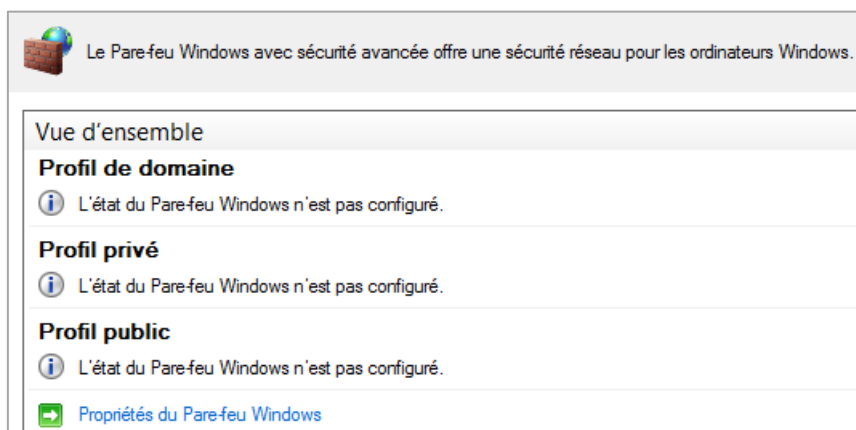 Le Pare-feu Windows avec sécurité avancée offre une sécurité réseau pour les ordinateurs Windows.
Vue d'ensemble
Profil de domaine
L'état du Pare-feu Windows n'est pas configuré.
Profil privé
L'état du Pare-feu Windows n'est pas configuré.
Profil public
L'état du Pare-feu Windows n'est pas configuré.
Propriétés du Pare-feu Windows